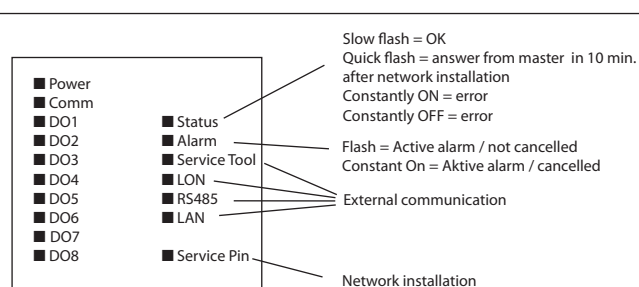 Slow flash = OK
Quick flash = answer from master in 10 min.
after network installation
Constantly ON = error
Constantly OFF = error
Flash = Active alarm / not cancelled
Constant On = Aktive alarm / cancelled
External communication
Network installation
Power
Comm
DO1
DO2
DO3
DO4
DO5
DO6
DO7
DO8
Status
Alarm
Service Tool
LON
RS485
LAN
Service Pin